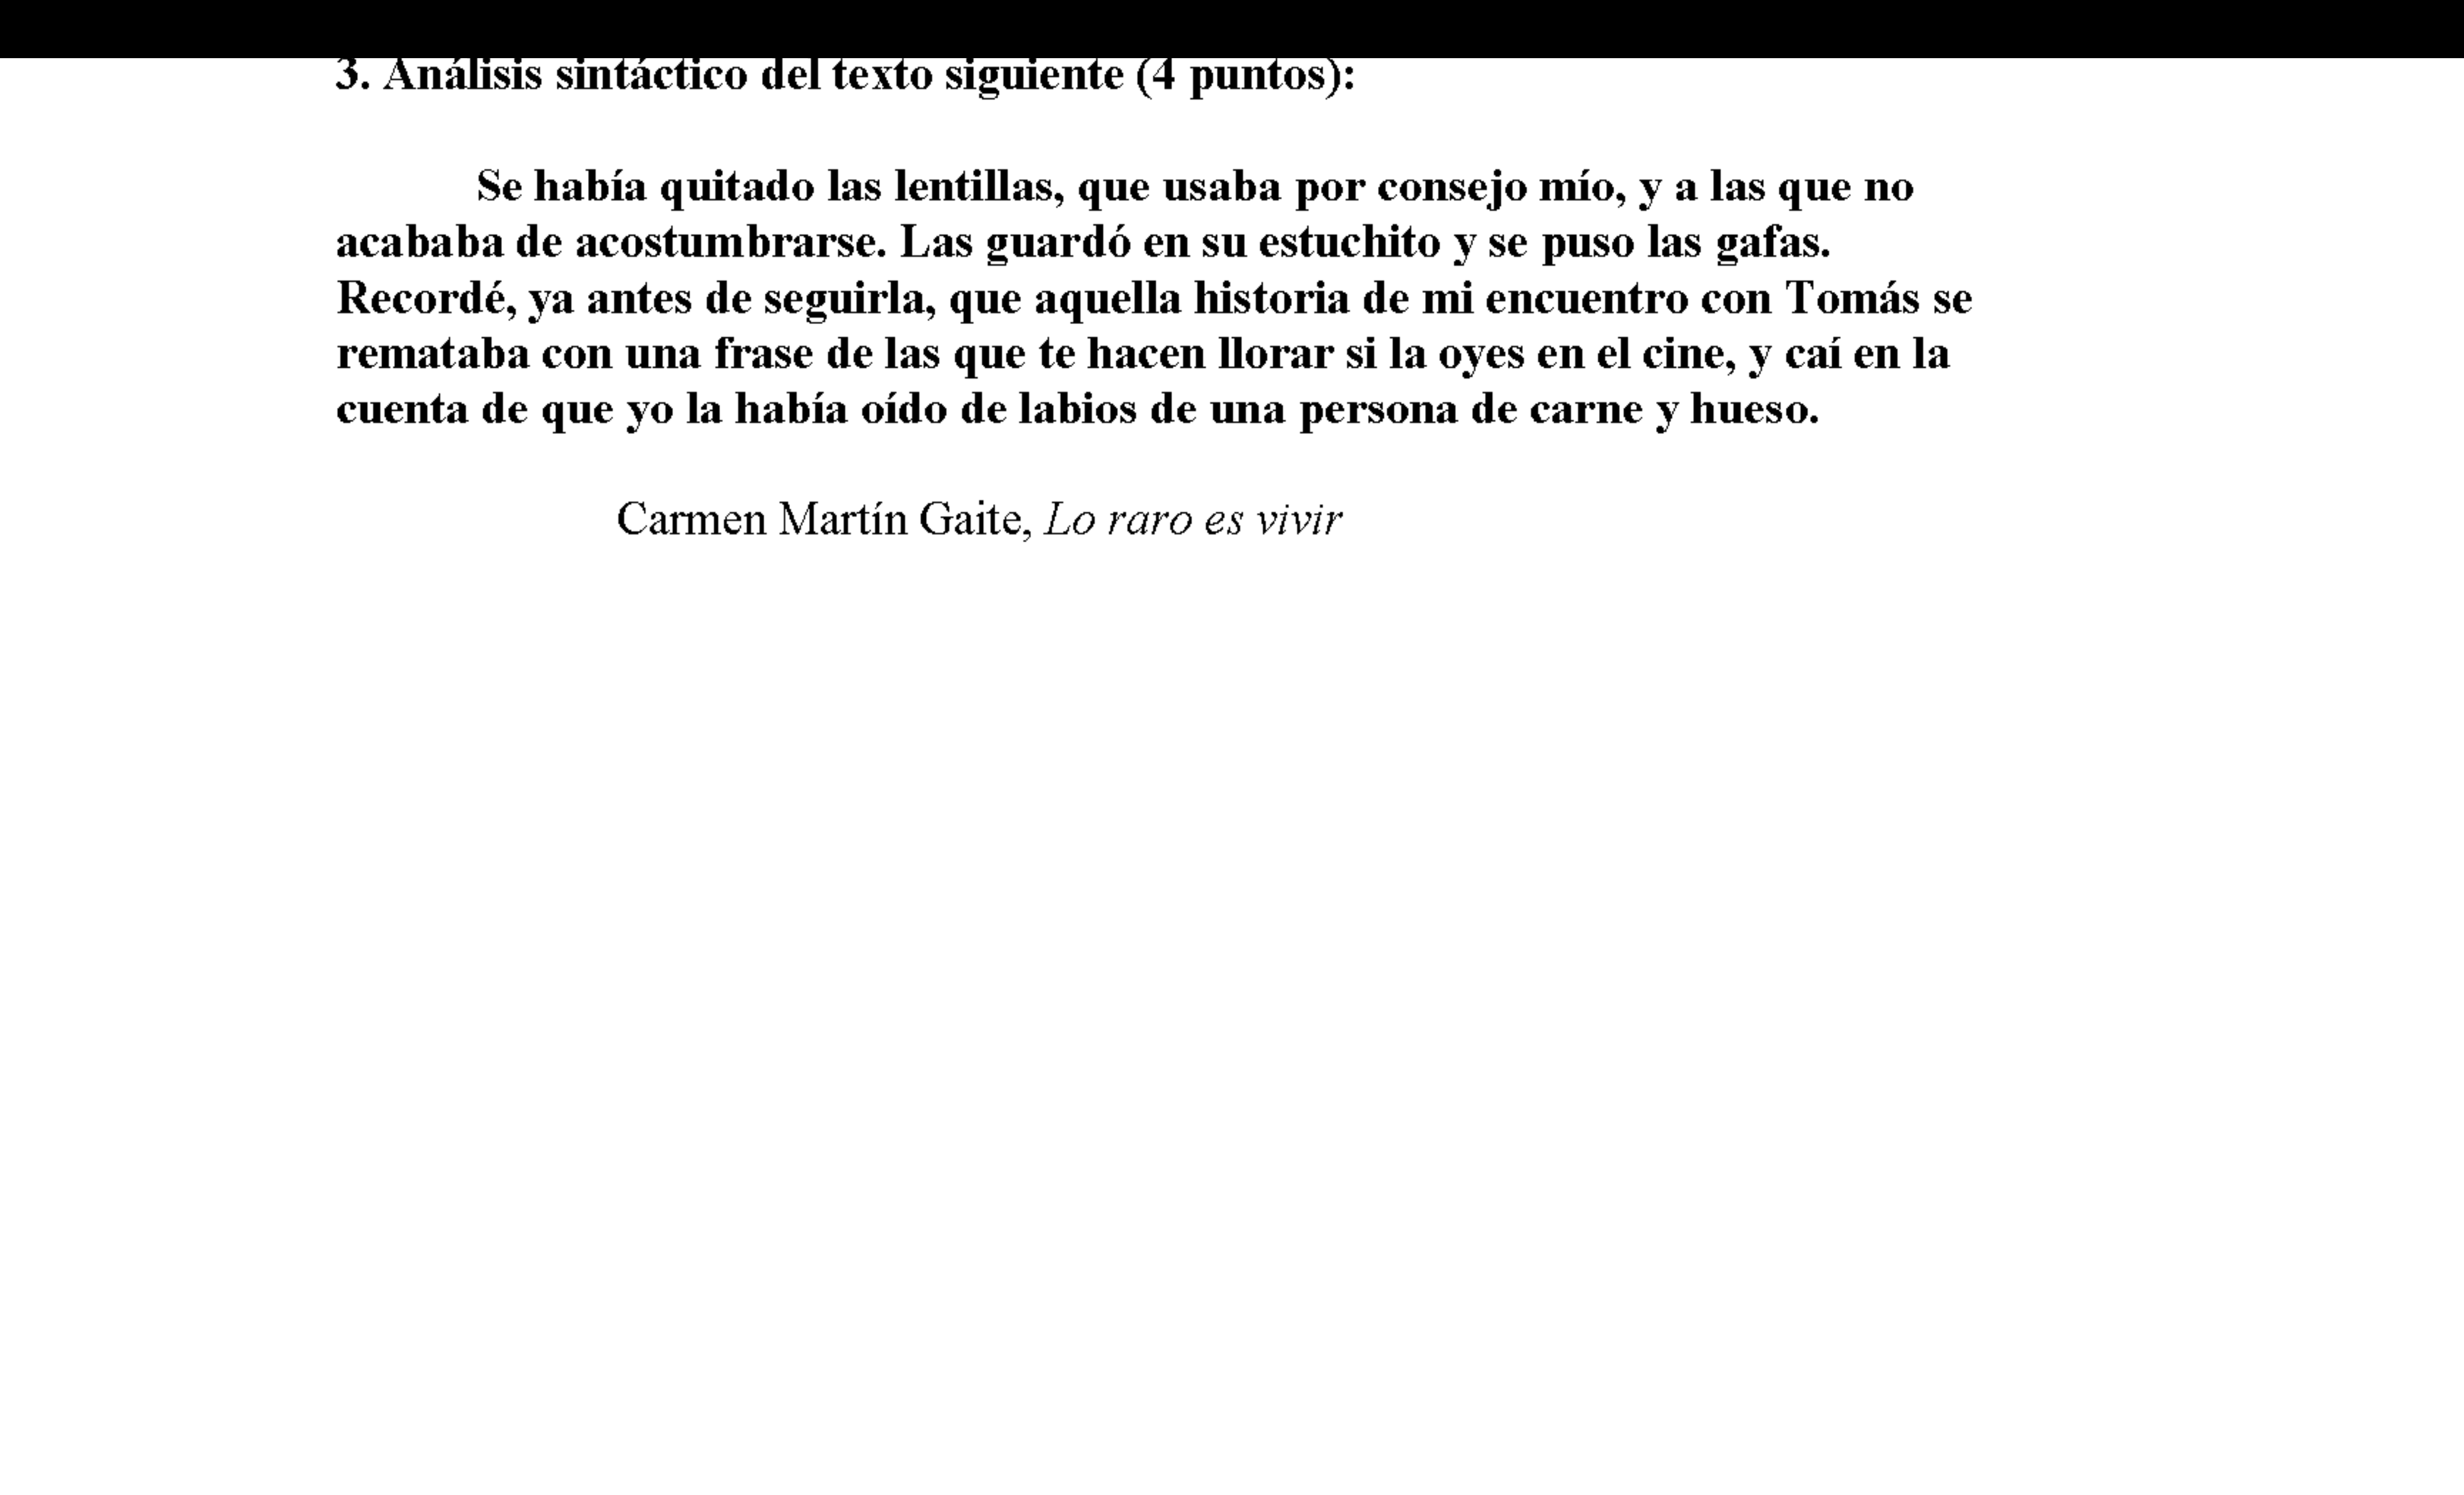 3. Análisis sintáctico del texto siguiente (4 puntos):
Se había quitado las lentillas, que usaba por consejo mío, y a las que no
acababa de acostumbrarse. Las guardó en su estuchito y se puso las gafas.
Recordé, ya antes de seguirla, que aquella historia de mi encuentro con Tomás se
remataba con una frase de las que te hacen llorar si la oyes en el cine, y caí en la
cuenta de que yo la había oído de labios de una persona de carne y hueso.
Carmen Martín Gaite, Lo raro es vivir